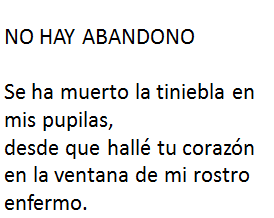 NO HAY ABANDONO
Se ha muerto la tiniebla en
mis pupilas,
desde que hallé tu corazón
en la ventana de mi rostro
enfermo.